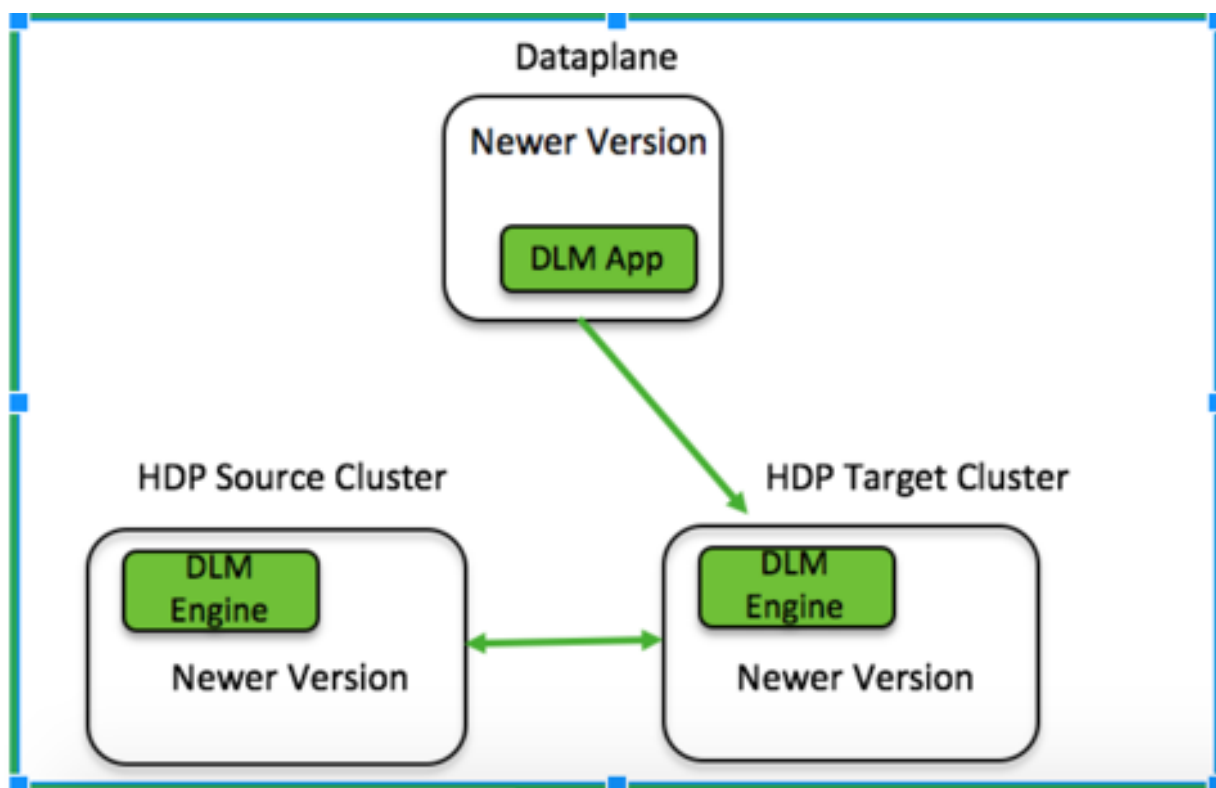 Dataplane
Newer Version
DLM App
HDP Source Cluster
HDP Target Cluster
DLM
Engine
Newer Version
DLM
Engine
Newer Version